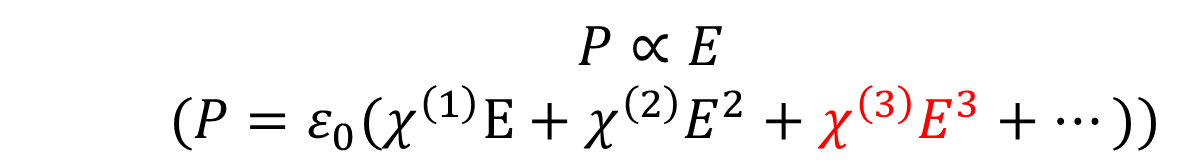 P ∝ E
(P = ε₀(χ⁽¹⁾E + χ⁽²⁾E² + χ⁽³⁾E³ + ⋯))